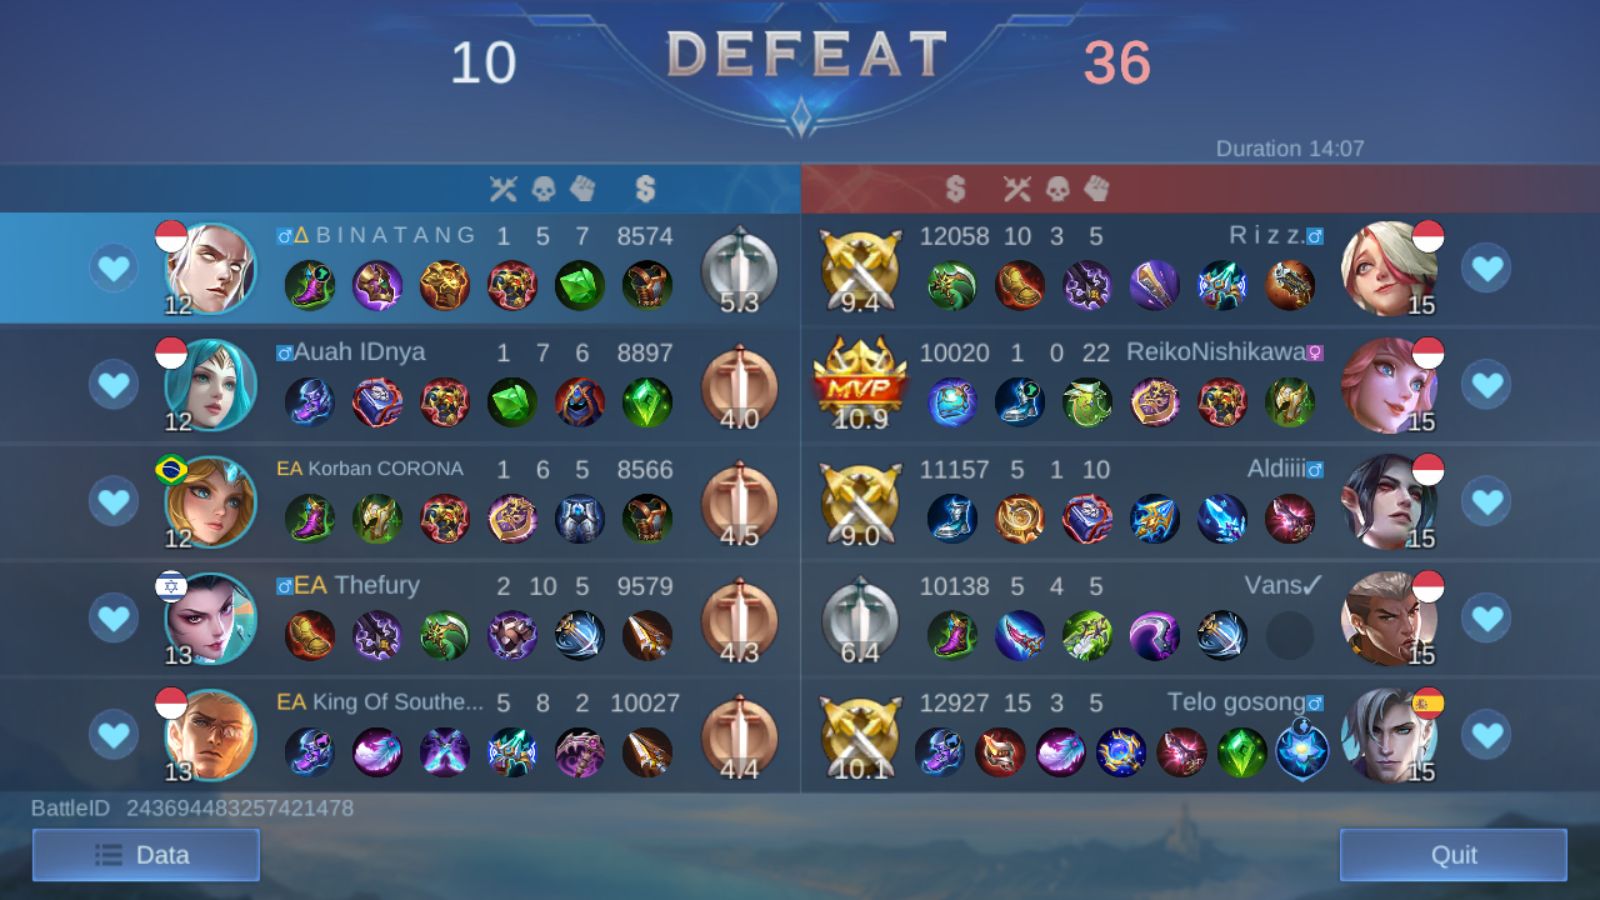 10 DEFEAT 36
Duration 14:07
ΔBINATANG 1 5 7 8574
12 5.3
12058 10 3 5 Rizz.
9.4 15
Auah IDnya 1 7 6 8897
12 4.0
10020 1 0 22 ReikoNishikawa
MVP
10.9 15
EA Korban CORONA 1 6 5 8566
12 4.5
11157 5 1 10 Aldiiii
9.0 15
EA Thefury 2 10 5 9579
13 4.3
10138 5 4 5 Vans✓
6.4 15
EA King Of Southe... 5 8 2 10027
13 4.4
12927 15 3 5 Telo gosong
10.1 15
BattleID 243694483257421478
Data
Quit